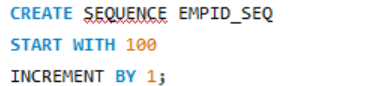 CREATE SEQUENCE EMPID_SEQ
START WITH 100
INCREMENT BY 1;